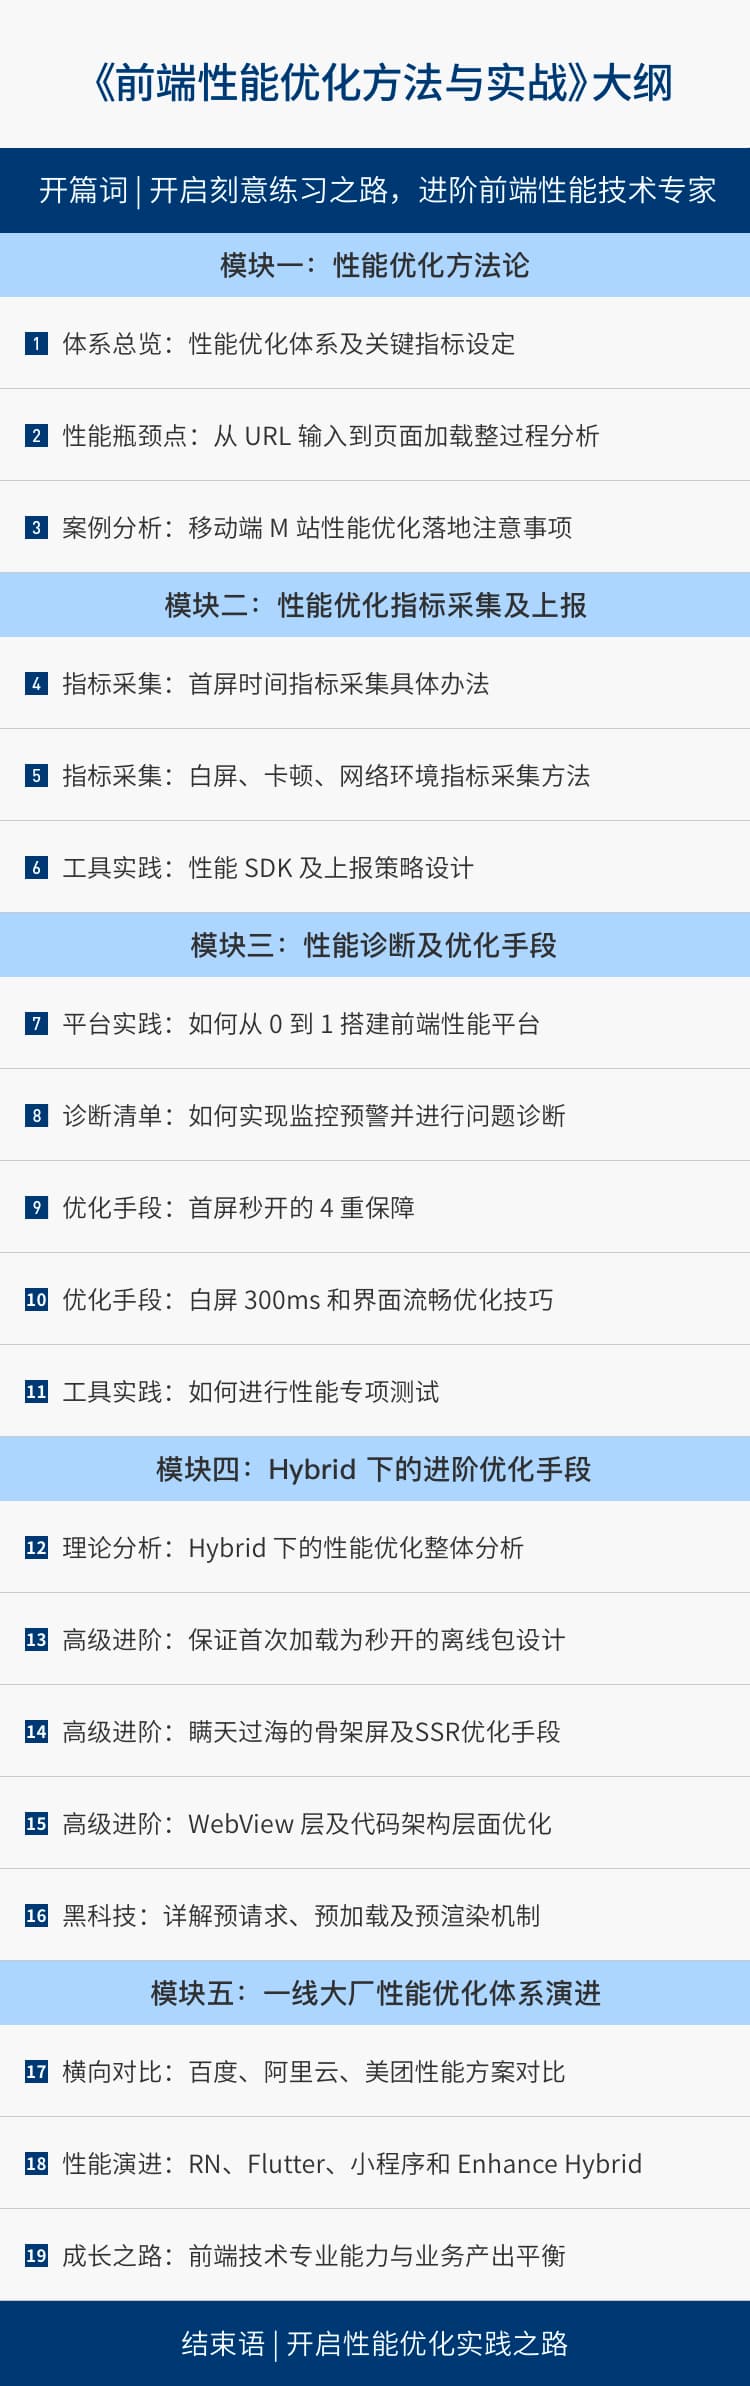 《前端性能优化方法与实战》大纲
开篇词 | 开启刻意练习之路，进阶前端性能技术专家
模块一：性能优化方法论
1 体系总览：性能优化体系及关键指标设定
2 性能瓶颈点：从 URL 输入到页面加载整过程分析
3 案例分析：移动端 M 站性能优化落地注意事项
模块二：性能优化指标采集及上报
4 指标采集：首屏时间指标采集具体办法
5 指标采集：白屏、卡顿、网络环境指标采集方法
6 工具实践：性能 SDK 及上报策略设计
模块三：性能诊断及优化手段
7 平台实践：如何从 0 到 1 搭建前端性能平台
8 诊断清单：如何实现监控预警并进行问题诊断
9 优化手段：首屏秒开的 4 重保障
10 优化手段：白屏 300ms 和界面流畅优化技巧
11 工具实践：如何进行性能专项测试
模块四：Hybrid 下的进阶优化手段
12 理论分析：Hybrid 下的性能优化整体分析
13 高级进阶：保证首次加载为秒开的离线包设计
14 高级进阶：瞒天过海的骨架屏及SSR优化手段
15 高级进阶：WebView 层及代码架构层面优化
16 黑科技：详解预请求、预加载及预渲染机制
模块五：一线大厂性能优化体系演进
17 横向对比：百度、阿里云、美团性能方案对比
18 性能演进：RN、Flutter、小程序和 Enhance Hybrid
19 成长之路：前端技术专业能力与业务产出平衡
结束语 | 开启性能优化实践之路